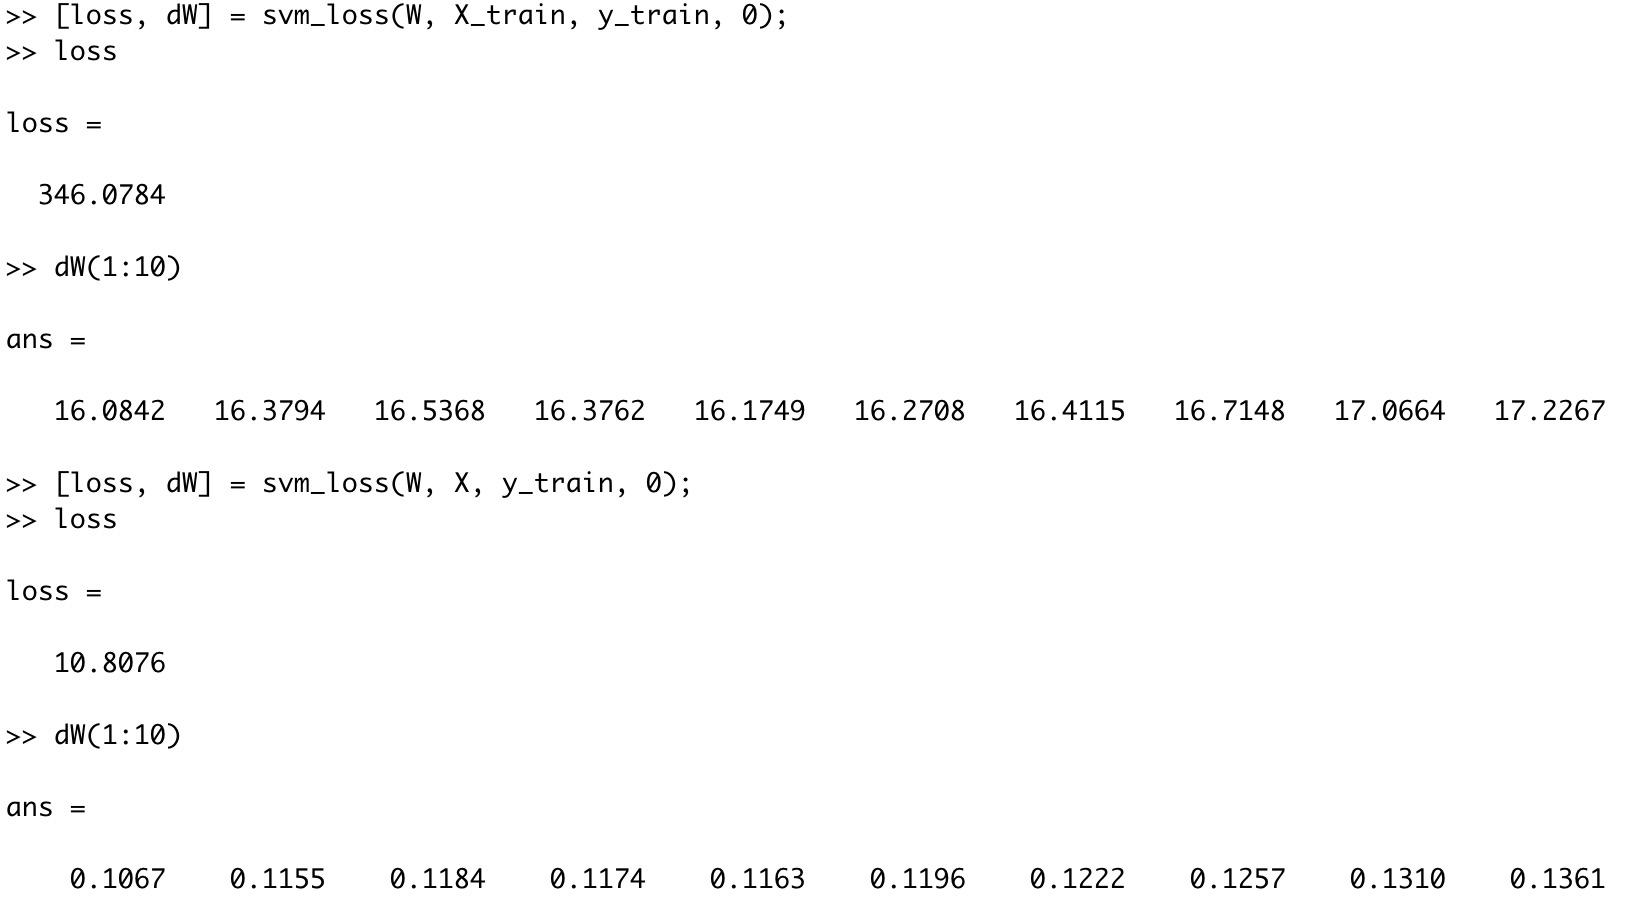 >> [loss, dW] = svm_loss(W, X_train, y_train, 0);
>> loss
loss =
346.0784
>> dW(1:10)
ans =
16.0842 16.3794 16.5368 16.3762 16.1749 16.2708 16.4115 16.7148 17.0664 17.2267
>> [loss, dW] = svm_loss(W, X, y_train, 0);
>> loss
loss =
10.8076
>> dW(1:10)
ans =
0.1067 0.1155 0.1184 0.1174 0.1163 0.1196 0.1222 0.1257 0.1310 0.1361